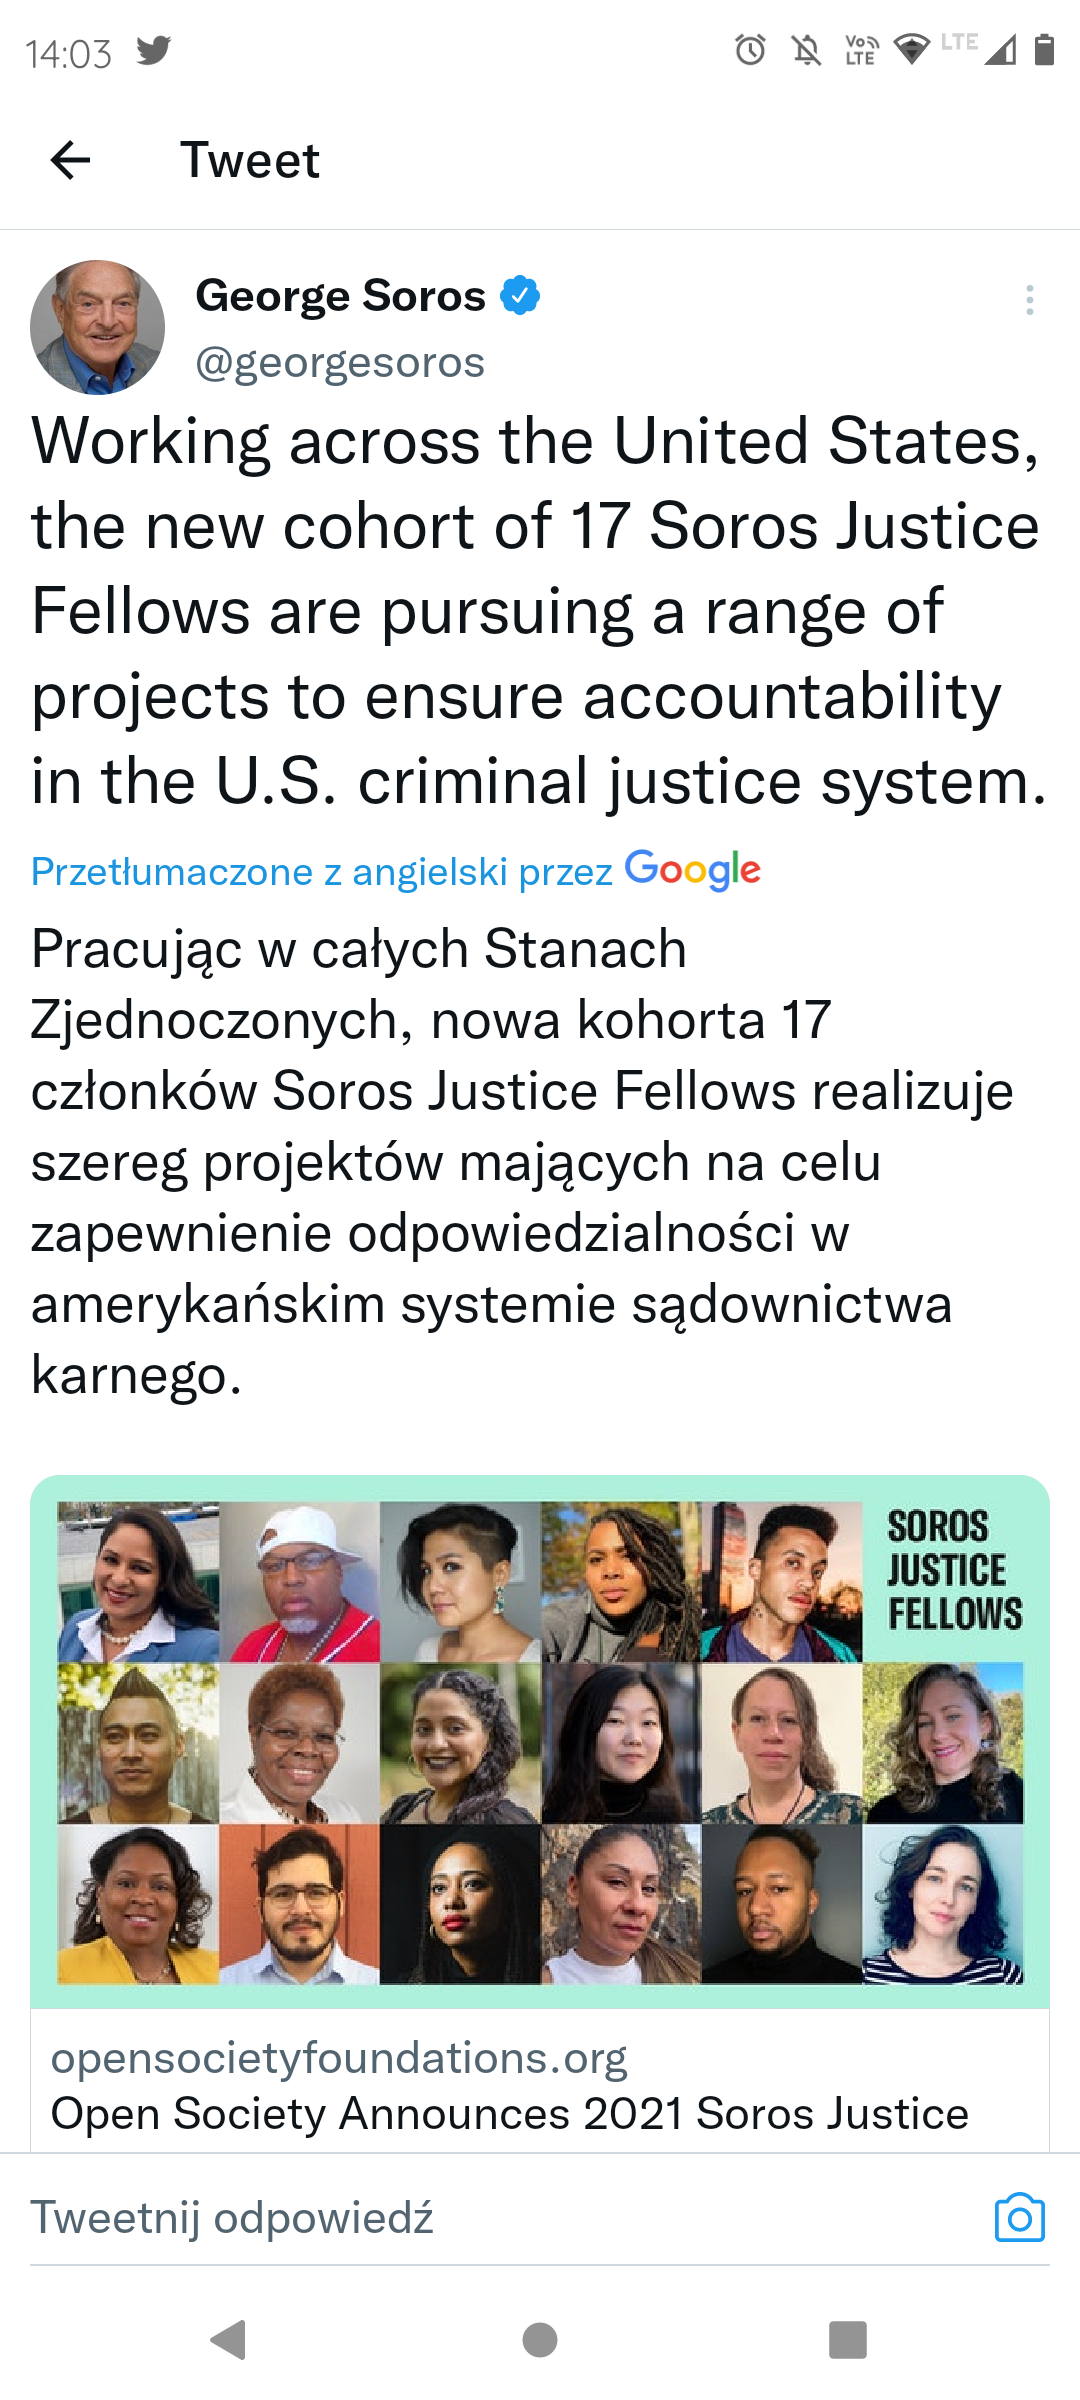 14:03
Vo LTE
LTE
Tweet
George Soros
@georgesoros
Working across the United States,
the new cohort of 17 Soros Justice
Fellows are pursuing a range of
projects to ensure accountability
in the U.S. criminal justice system.
Przetłumaczone z angielski przez Google
Pracując w całych Stanach
Zjednoczonych, nowa kohorta 17
członków Soros Justice Fellows realizuje
szereg projektów mających na celu
zapewnienie odpowiedzialności w
amerykańskim systemie sądownictwa
karnego.
SOROS
JUSTICE
FELLOWS
opensocietyfoundations.org
Open Society Announces 2021 Soros Justice
Tweetnij odpowiedź